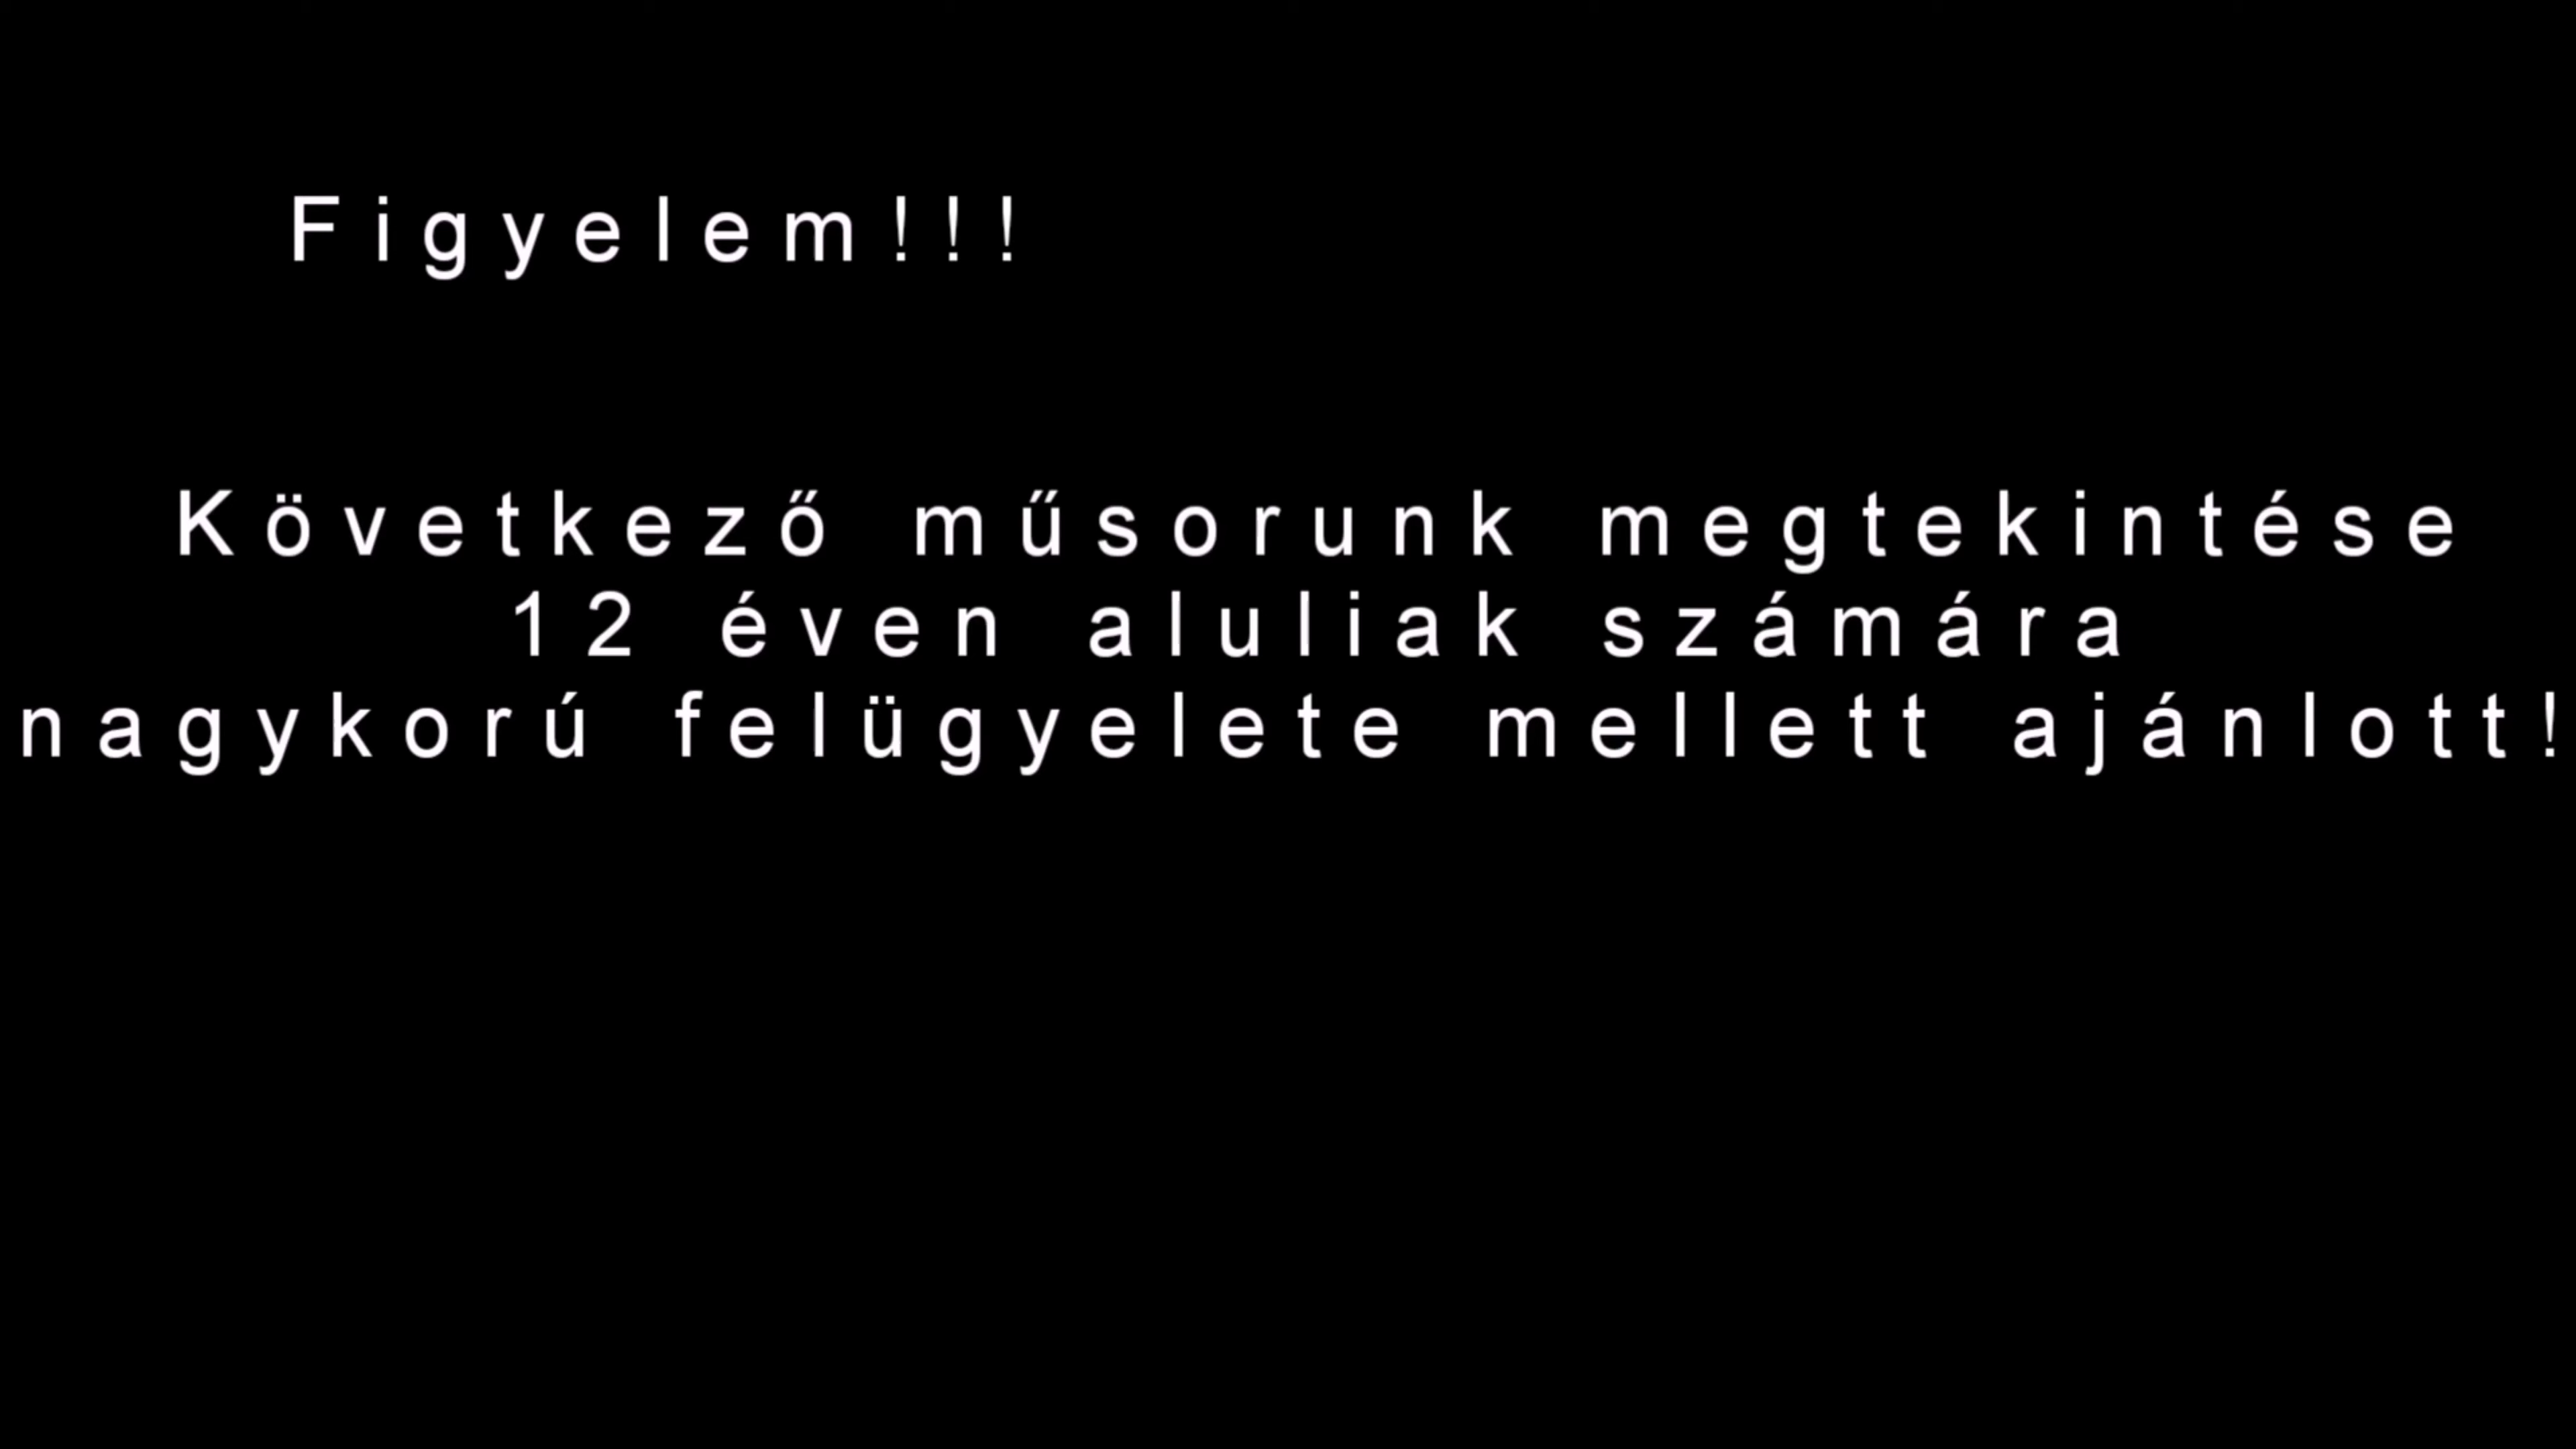 Figyelem!!!
Következő műsorunk megtekintése
12 éven aluliak számára
nagykorú felügyelete mellett ajánlott!